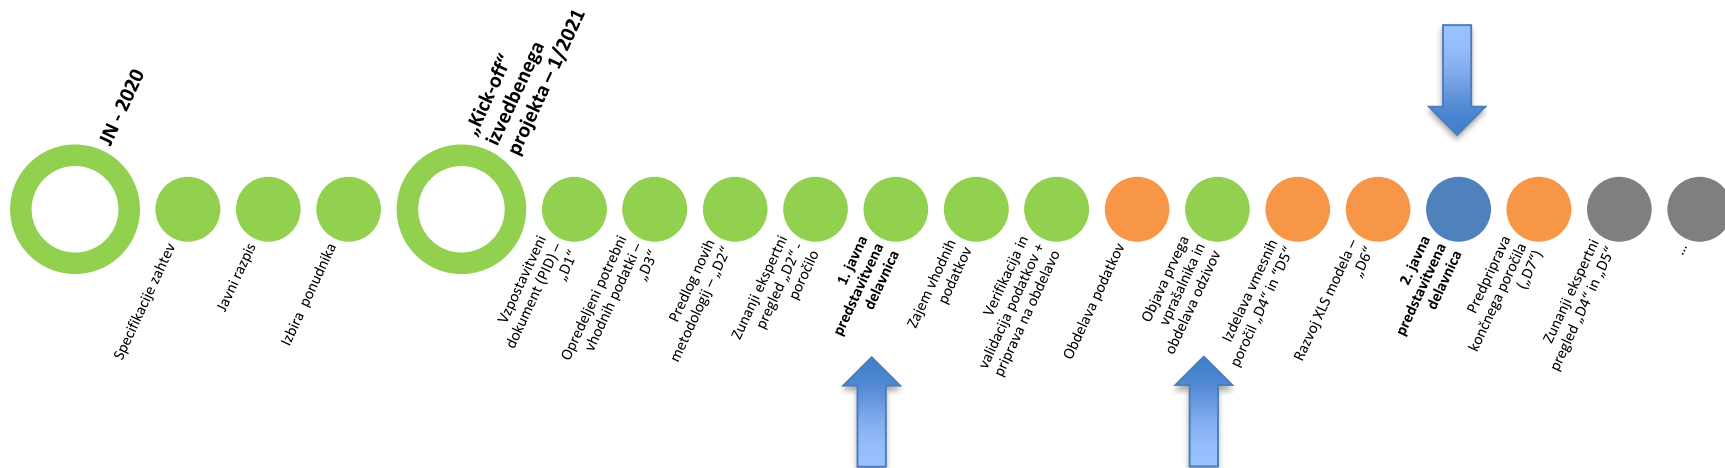 JN - 2020
Specifikacije zahtev
Javni razpis
Izbira ponudnika
„Kick-off“
izvedbenega
projekta – 1/2021
Vzpostavitveni
dokument (PID) –
„D1“
Opredeljeni potrebni
vhodnih podatki –
„D3“
Predlog novih
metodologij – „D2“
Zunanji ekspertni
pregled „D2“ -
poročilo
1. javna
predstavitvena
delavnica
Zajem vhodnih
podatkov
Verifikacija in
validacija podatkov +
priprava na obdelavo
Obdelava podatkov
Objava prvega
vprašalnika in
obdelava odzivov
Izdelava vmesnih
poročil „D4“ in "D5“
Razvoj XLS modela –
„D6“
2. javna
predstavitvena
delavnica
Predpriprava
končnega poročila
(„D7“)
Zunanji ekspertni
pregled „D4“ in „D5“
...